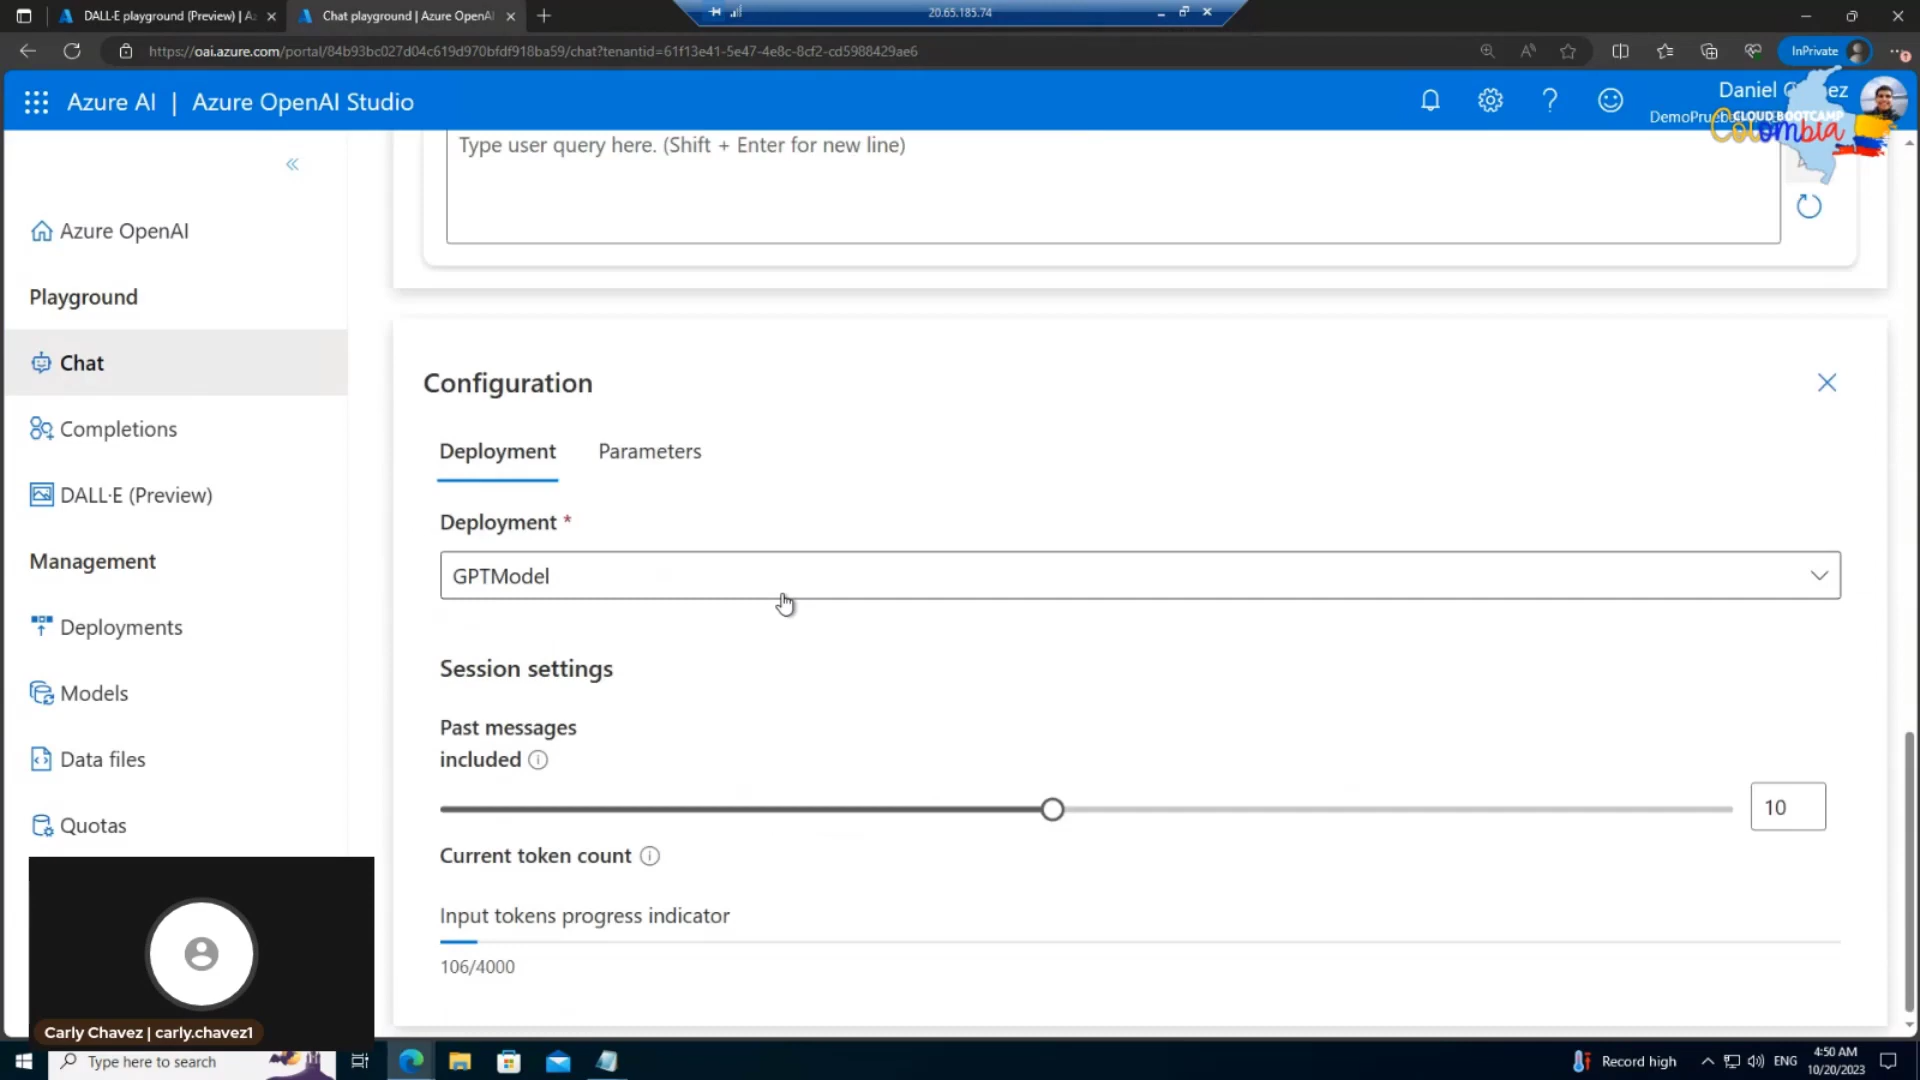 DALL·E playground (Preview) | Az
Chat playground | Azure OpenAI
20.65.185.74
https://oai.azure.com/portal/84b93bc027d04c619d970bfdf918ba59/chat?tenantid=61f13e41-5e47-4e8c-8cf2-cd5988429ae6
InPrivate
Azure AI | Azure OpenAI Studio
Daniel
DemoPrue
CLOUD BOOTCAMP
Colombia
Type user query here. (Shift + Enter for new line)
Azure OpenAI
Playground
Chat
Completions
DALL·E (Preview)
Management
Deployments
Models
Data files
Quotas
Configuration
Deployment Parameters
Deployment *
GPTModel
Session settings
Past messages
included
10
Current token count
Input tokens progress indicator
106/4000
Carly Chavez | carly.chavez1
Type here to search
Record high
ENG
4:50 AM
10/20/2023